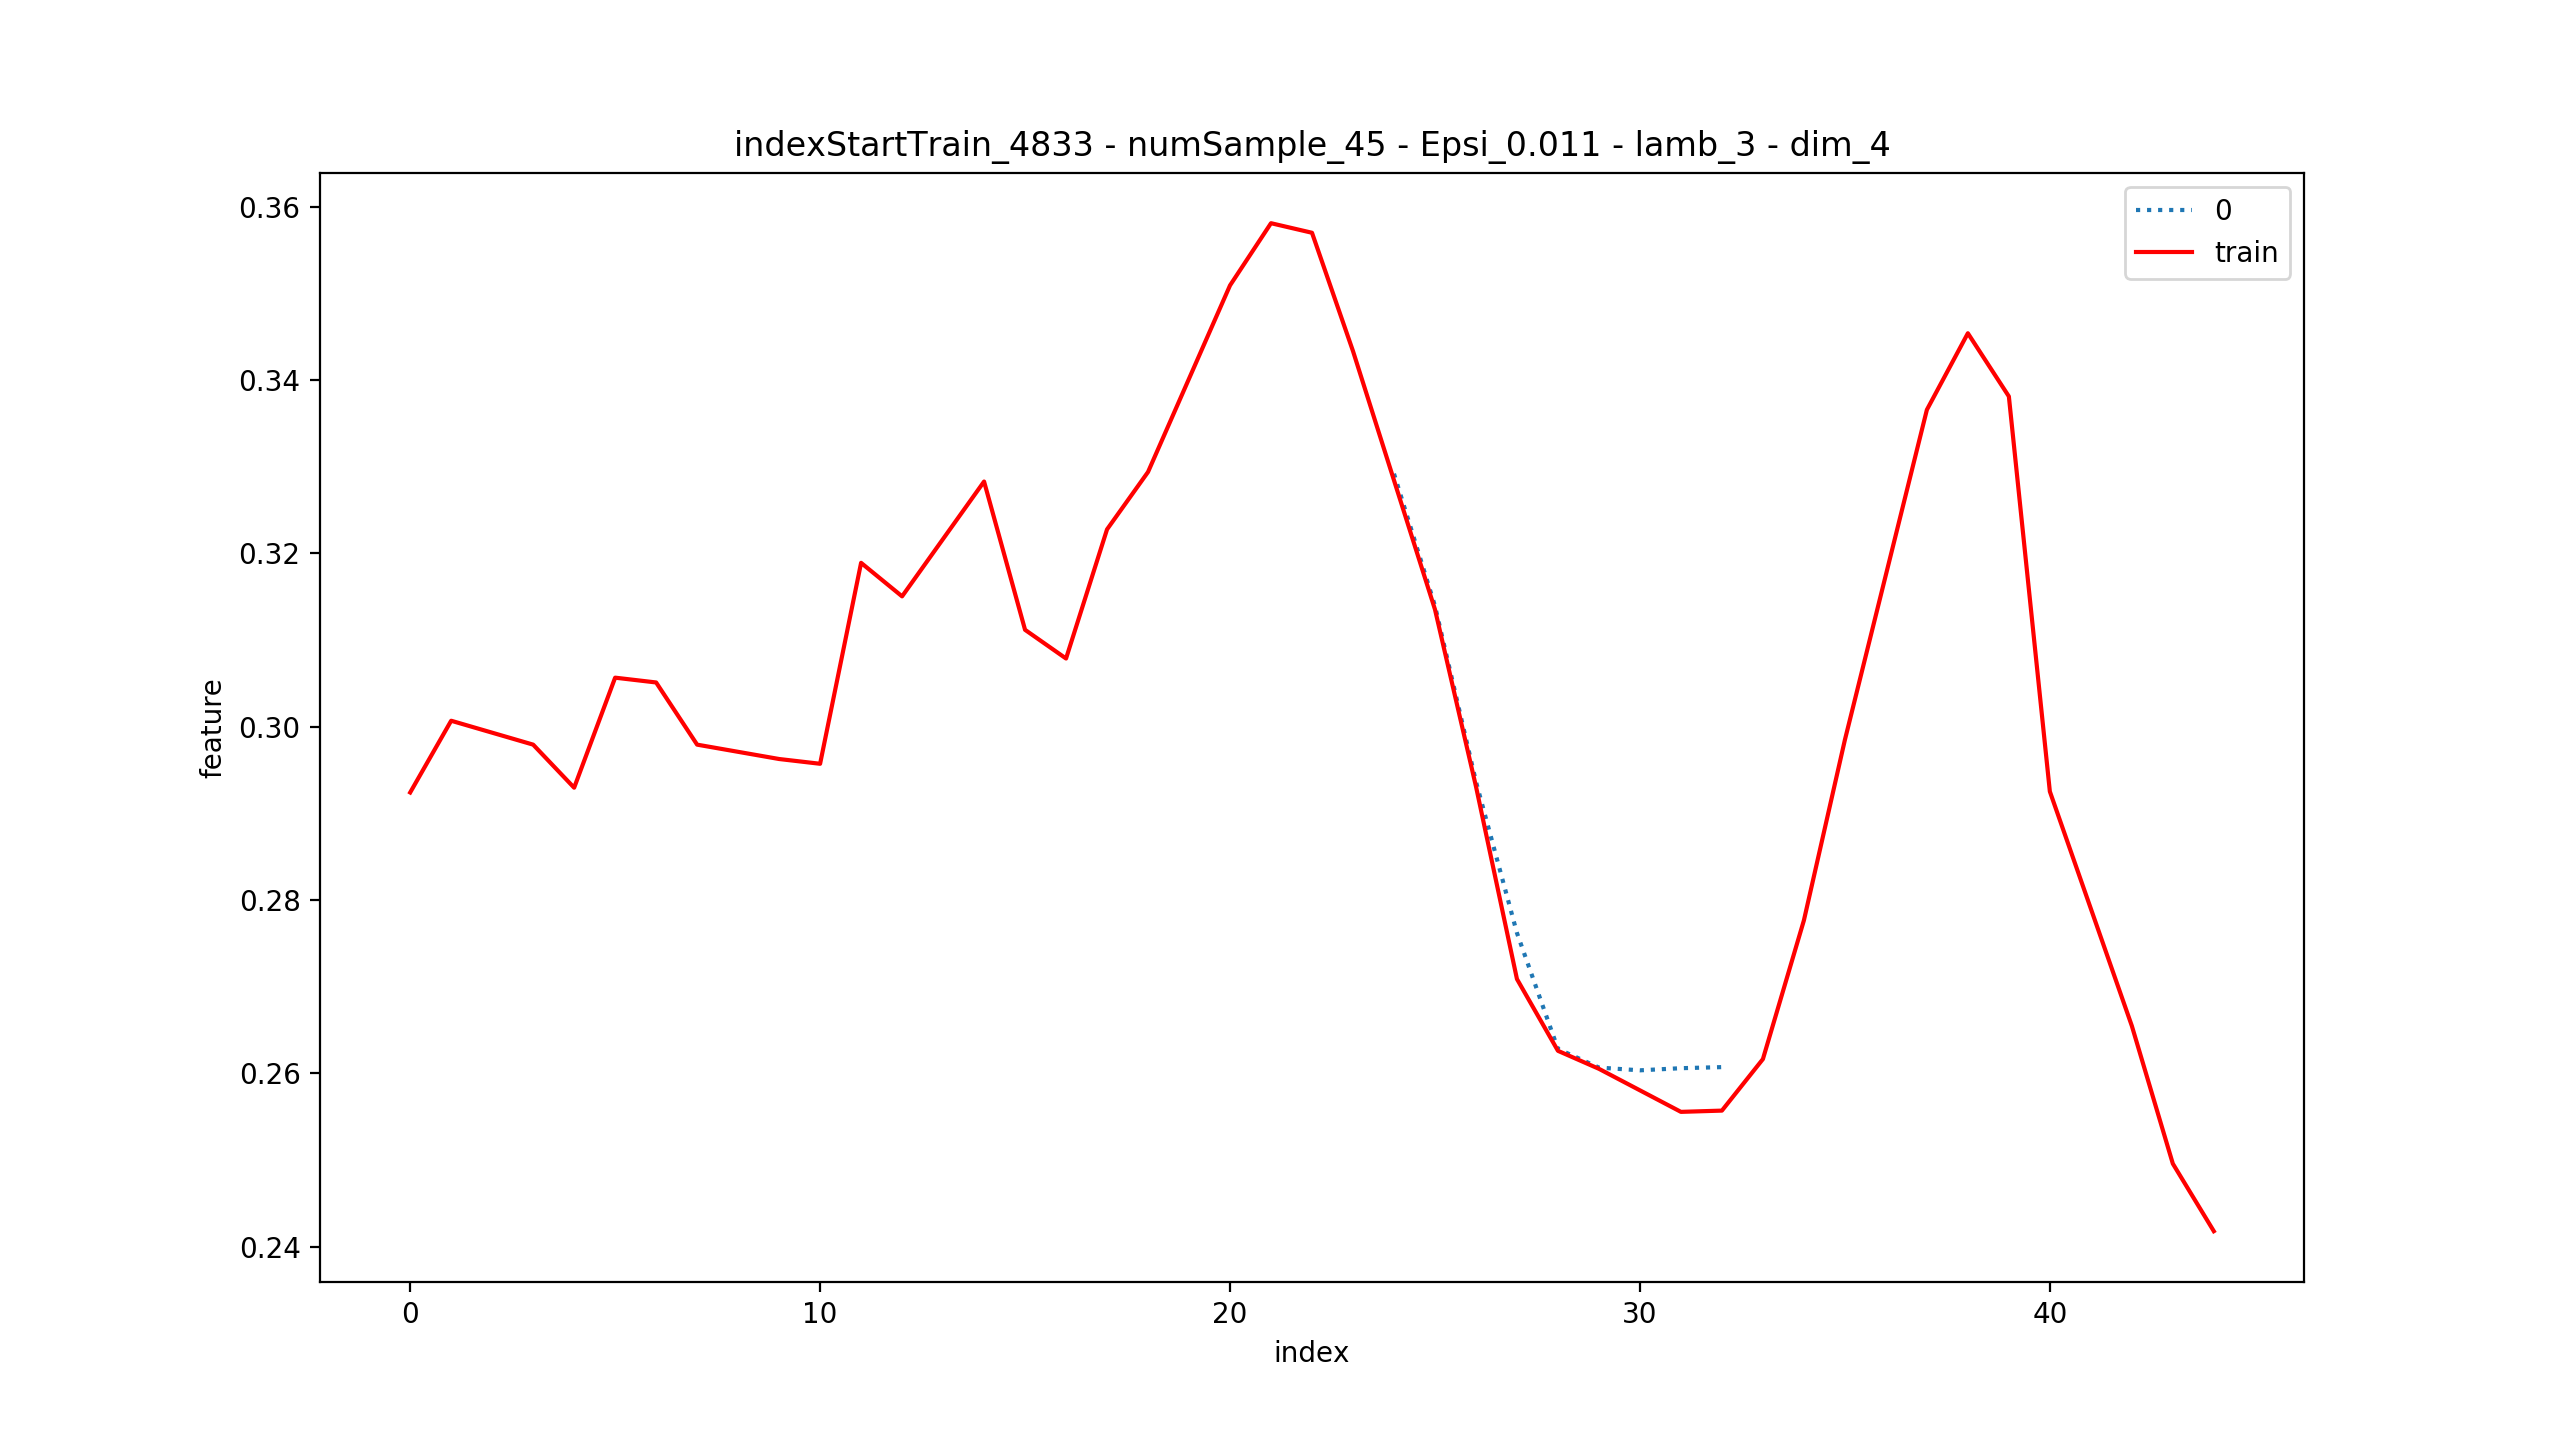 indexStartTrain_4833 - numSample_45 - Epsi_0.011 - lamb_3 - dim_4
0
train
0.36
0.34
0.32
0.30
0.28
0.26
0.24
feature
0 10 20 30 40
index